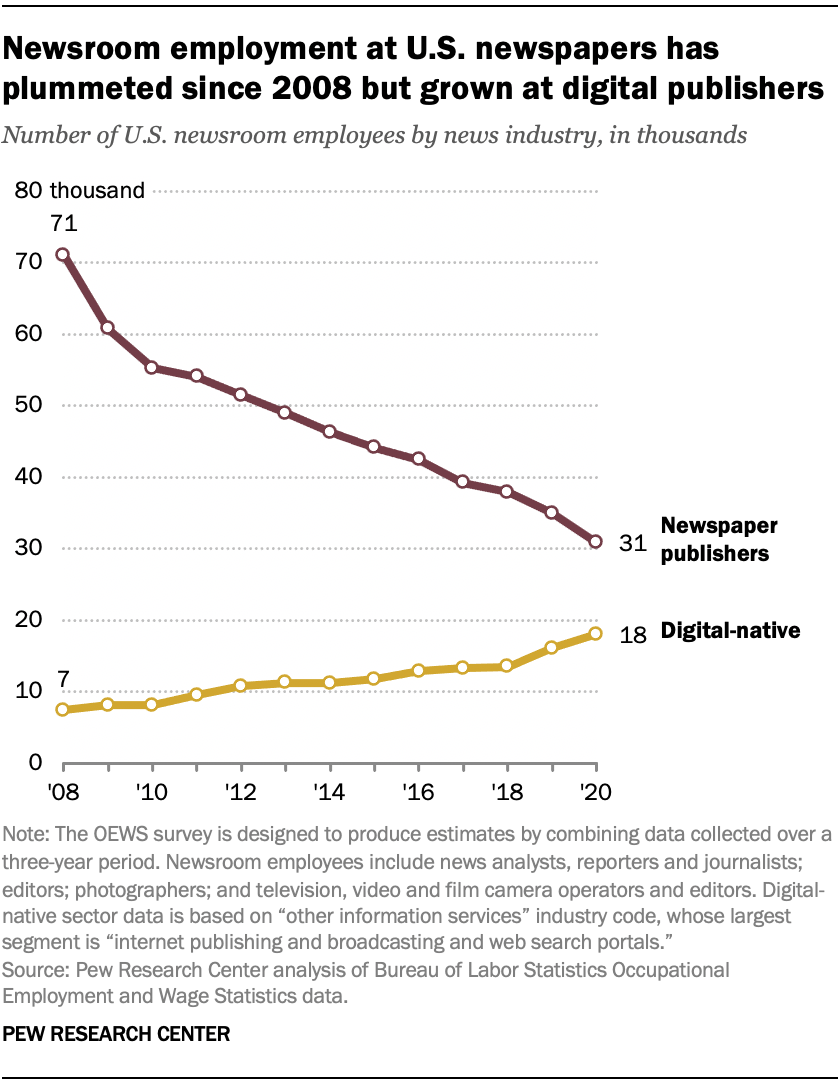 Newsroom employment at U.S. newspapers has
plummeted since 2008 but grown at digital publishers
Number of U.S. newsroom employees by news industry, in thousands
80 thousand
71
70
60
50
40
30
20
10
0
31
Newspaper
publishers
18
Digital-native
7
'08
'10
'12
'14
'16
'18
'20
Note: The OEWS survey is designed to produce estimates by combining data collected over a
three-year period. Newsroom employees include news analysts, reporters and journalists;
editors; photographers; and television, video and film camera operators and editors. Digital-
native sector data is based on “other information services” industry code, whose largest
segment is “internet publishing and broadcasting and web search portals.”
Source: Pew Research Center analysis of Bureau of Labor Statistics Occupational
Employment and Wage Statistics data.
PEW RESEARCH CENTER